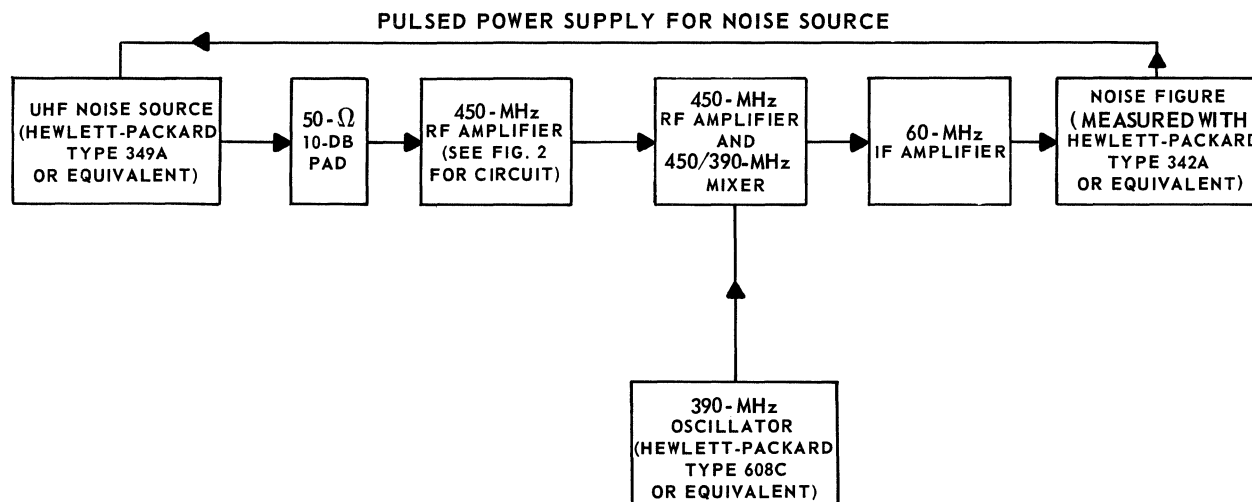 PULSED POWER SUPPLY FOR NOISE SOURCE
UHF NOISE SOURCE
(HEWLETT-PACKARD
TYPE 349A
OR EQUIVALENT)
50-Ω
10-DB
PAD
450-MHz
RF AMPLIFIER
(SEE FIG. 2
FOR CIRCUIT)
450-MHz
RF AMPLIFIER
AND
450/390-MHz
MIXER
60-MHz
IF AMPLIFIER
NOISE FIGURE
(MEASURED WITH
HEWLETT-PACKARD
TYPE 342A
OR EQUIVALENT)
390-MHz
OSCILLATOR
(HEWLETT-PACKARD
TYPE 608C
OR EQUIVALENT)